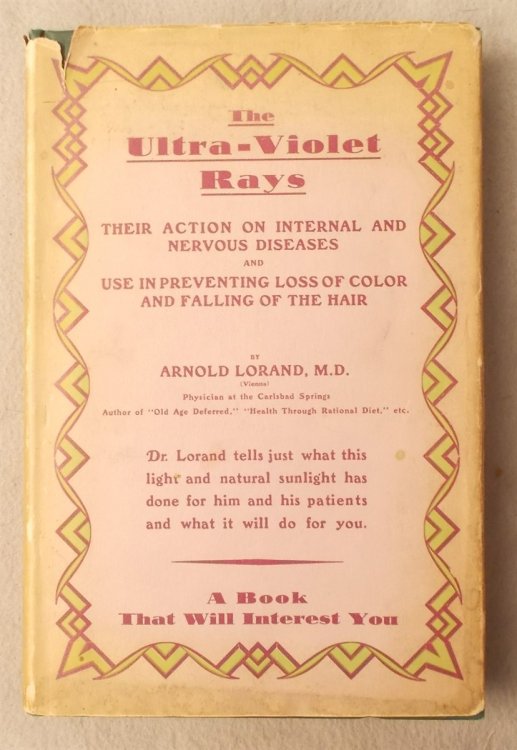 The
Ultra-Violet
Rays
THEIR ACTION ON INTERNAL AND
NERVOUS DISEASES
AND
USE IN PREVENTING LOSS OF COLOR
AND FALLING OF THE HAIR
BY
ARNOLD LORAND, M.D.
(Vienna)
Physician at the Carlsbad Springs
Author of "Old Age Deferred," "Health Through Rational Diet," etc.
Dr. Lorand tells just what this
light and natural sunlight has
done for him and his patients
and what it will do for you.
A Book
That Will Interest You